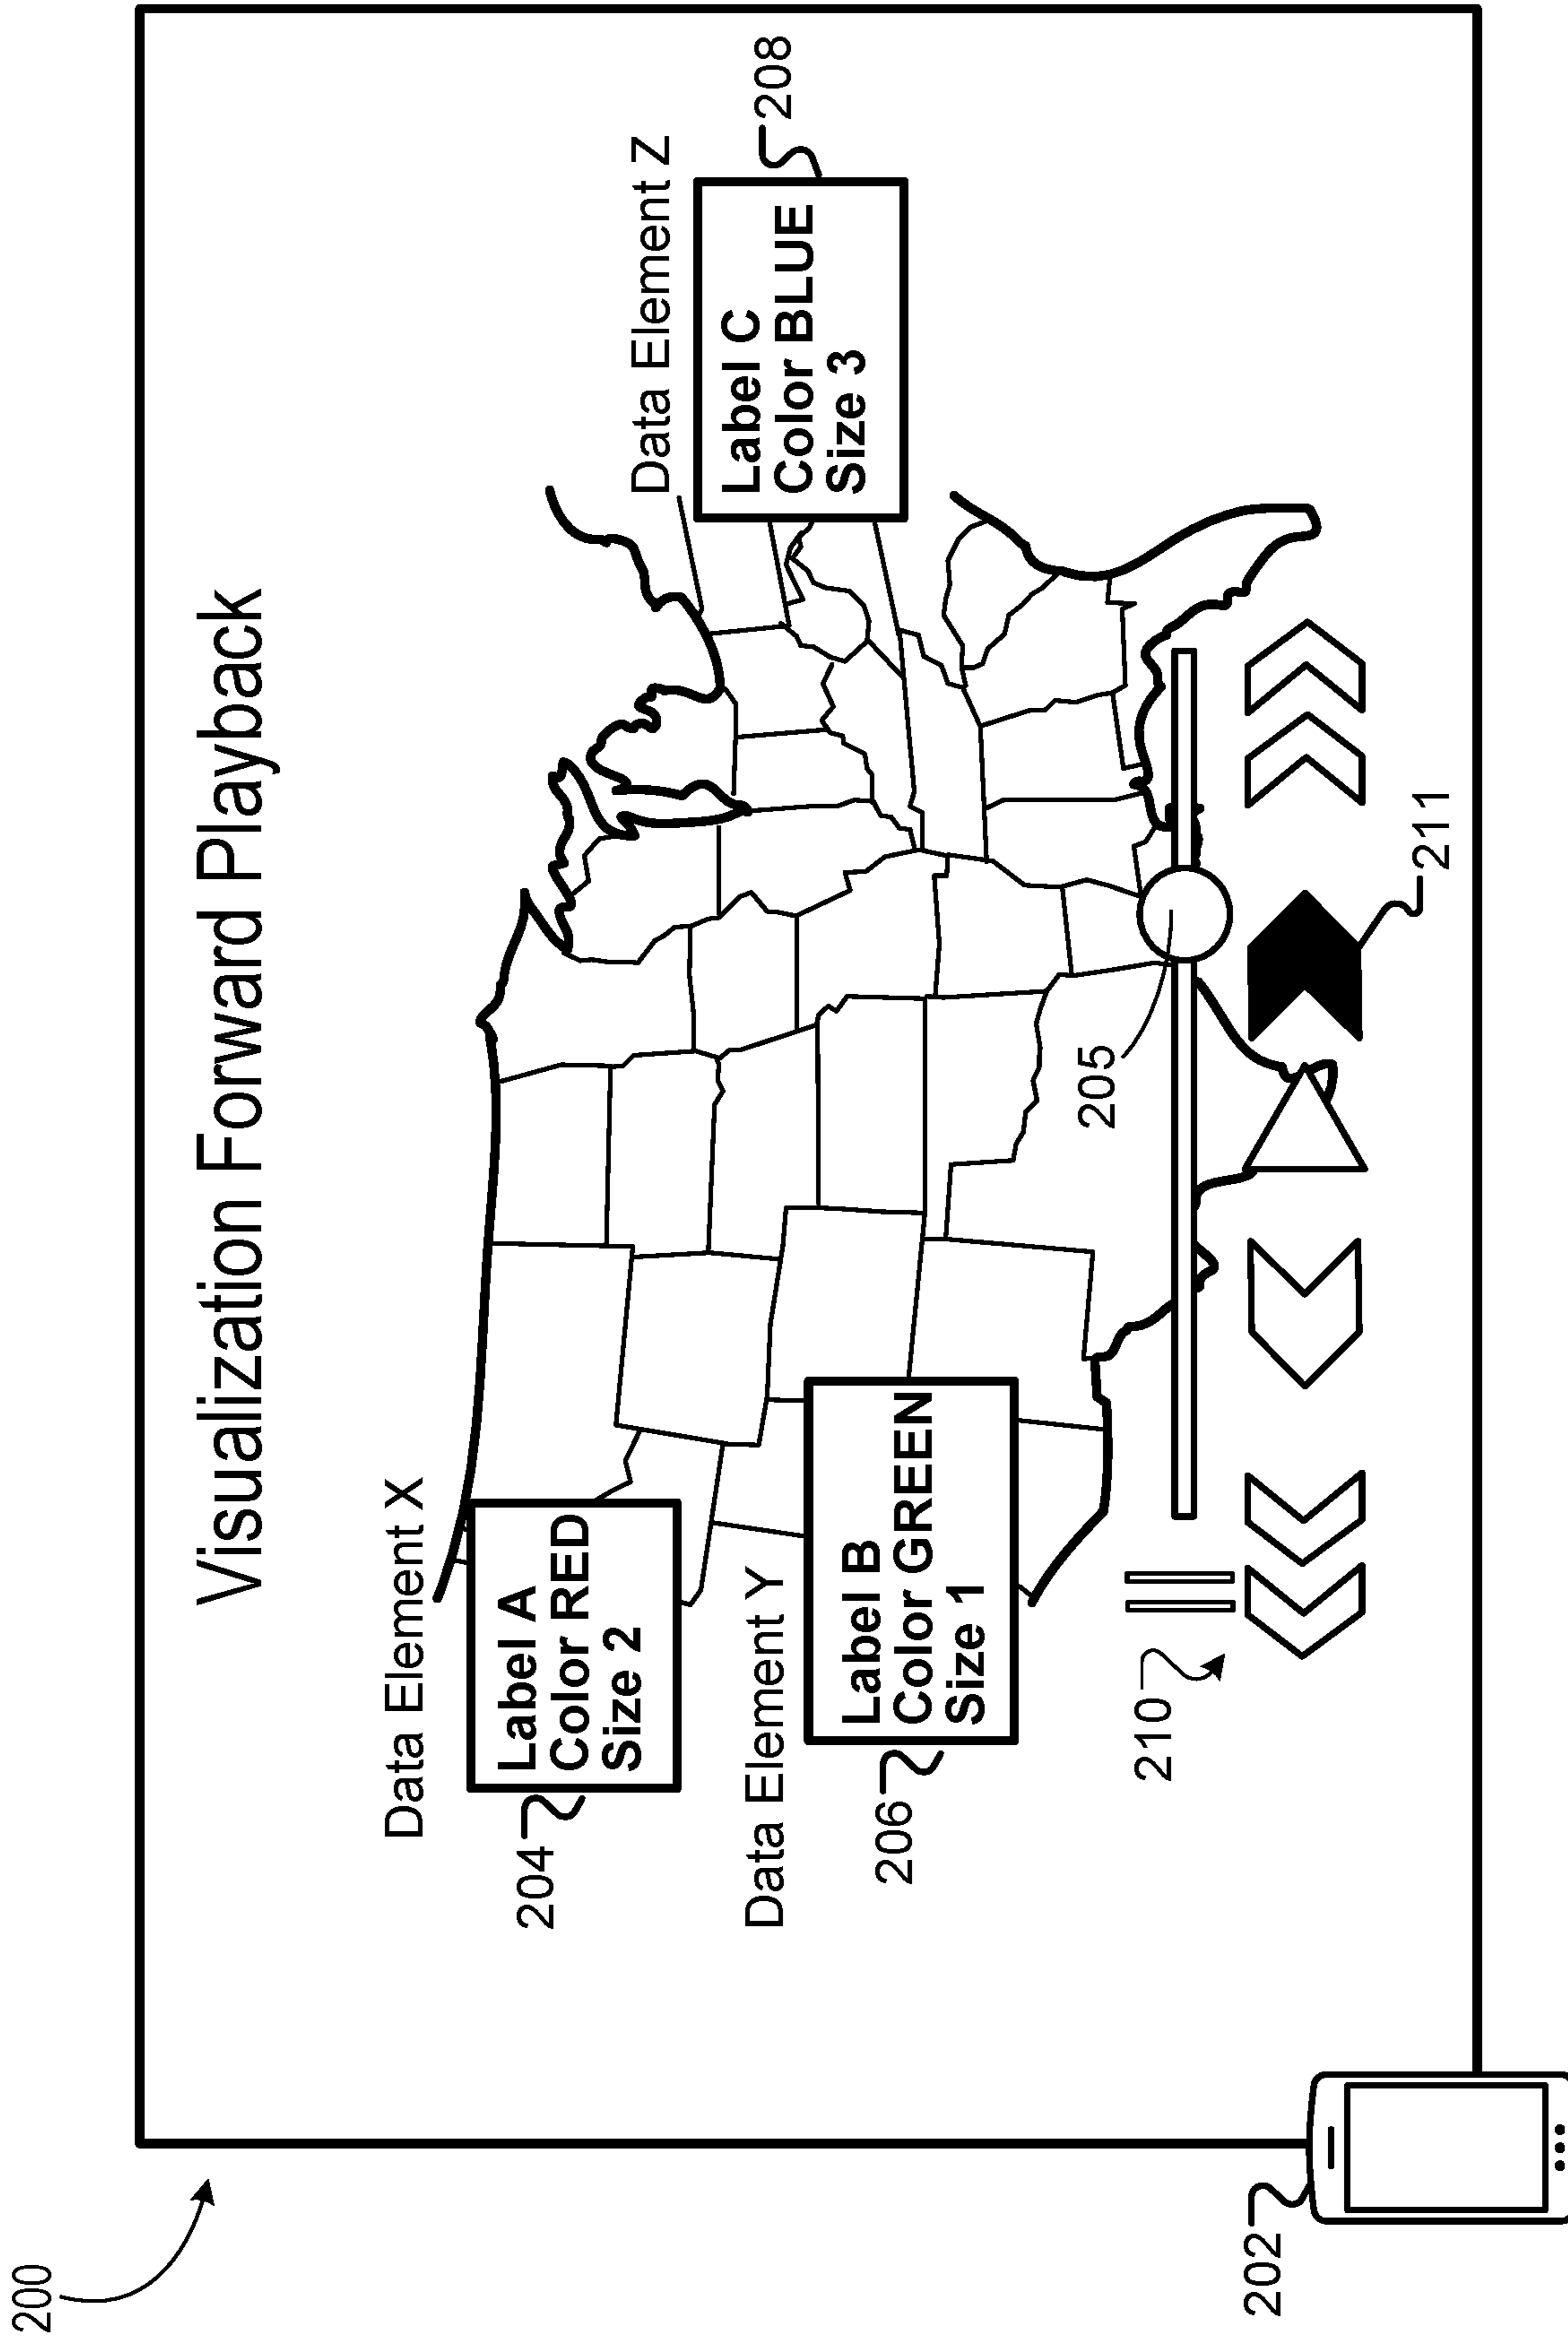 200
Visualization Forward Playback
Data Element X
204
Label A
Color RED
Size 2
Data Element Z
208
Label C
Color BLUE
Size 3
Data Element Y
206
Label B
Color GREEN
Size 1
205
210
211
202